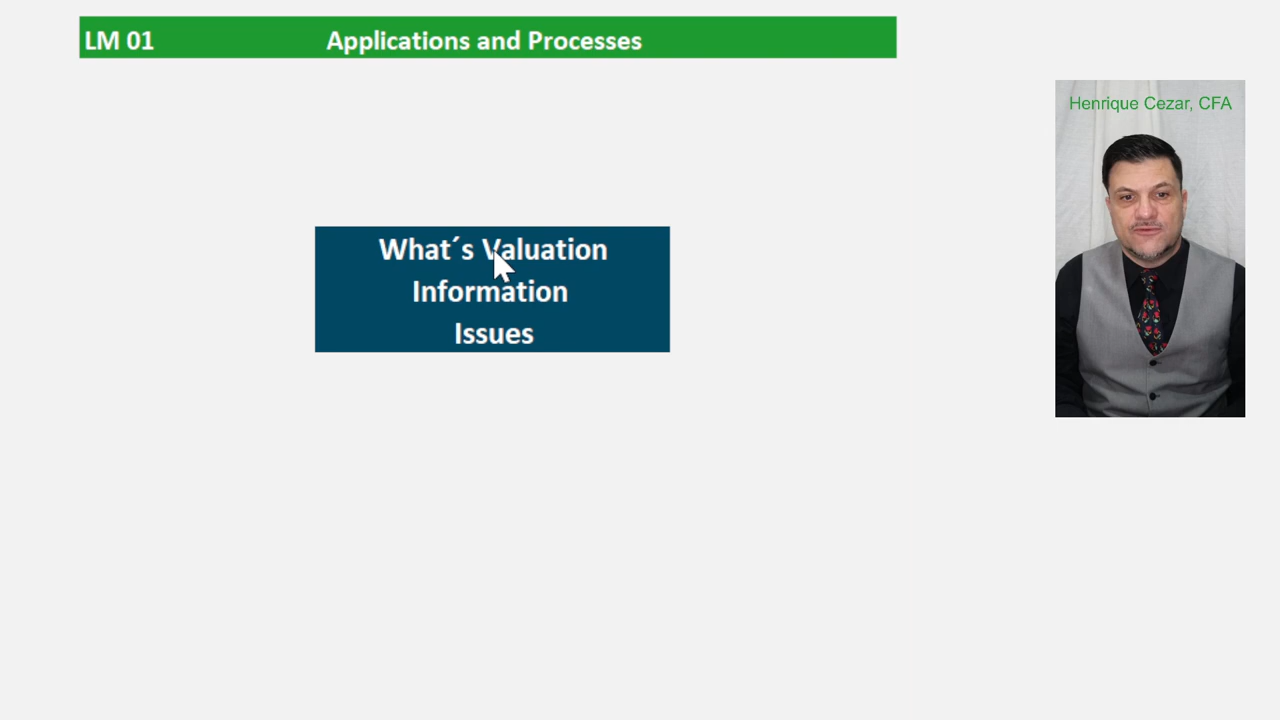 LM 01 Applications and Processes
Henrique Cezar, CFA
What´s Valuation
Information
Issues